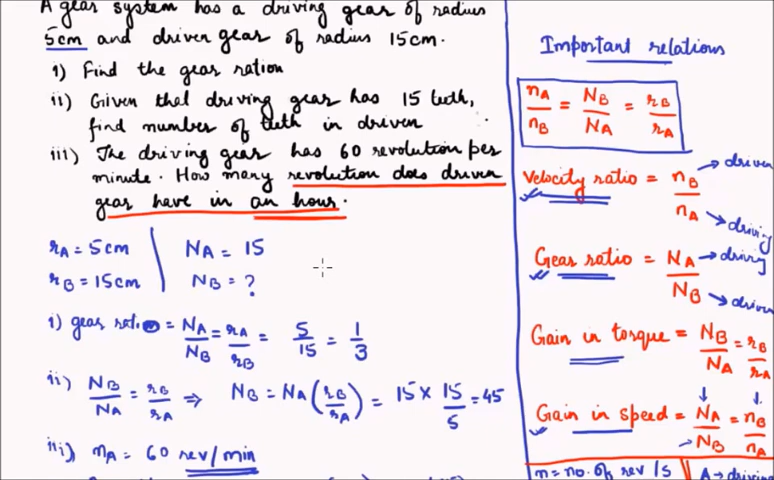 A gear system has a driving gear of radius
5cm and driven gear of radius 15cm.
i) Find the gear ration
ii) Given that driving gear has 15 teeth,
find number of teeth in driven
iii) The driving gear has 60 revolution per
minute. How many revolution does driven
gear have in an hour.
rA = 5cm
rB = 15cm
NA = 15
NB = ?
i) gear ratio = NA/NB = rA/rB = 5/15 = 1/3
ii) NB/NA = rB/rA ⇒ NB = NA (rB/rA) = 15 × 15/5 = 45
iii) nA = 60 rev/min
Important relations
nA/nB = NB/NA = rB/rA
Velocity ratio = nB/nA
→ driven
→ driving
Gear ratio = NA/NB
→ driving
→ driven
Gain in torque = NB/NA = rB/rA
Gain in speed = NA/NB = nB/nA
n = no. of rev /s
A → driving